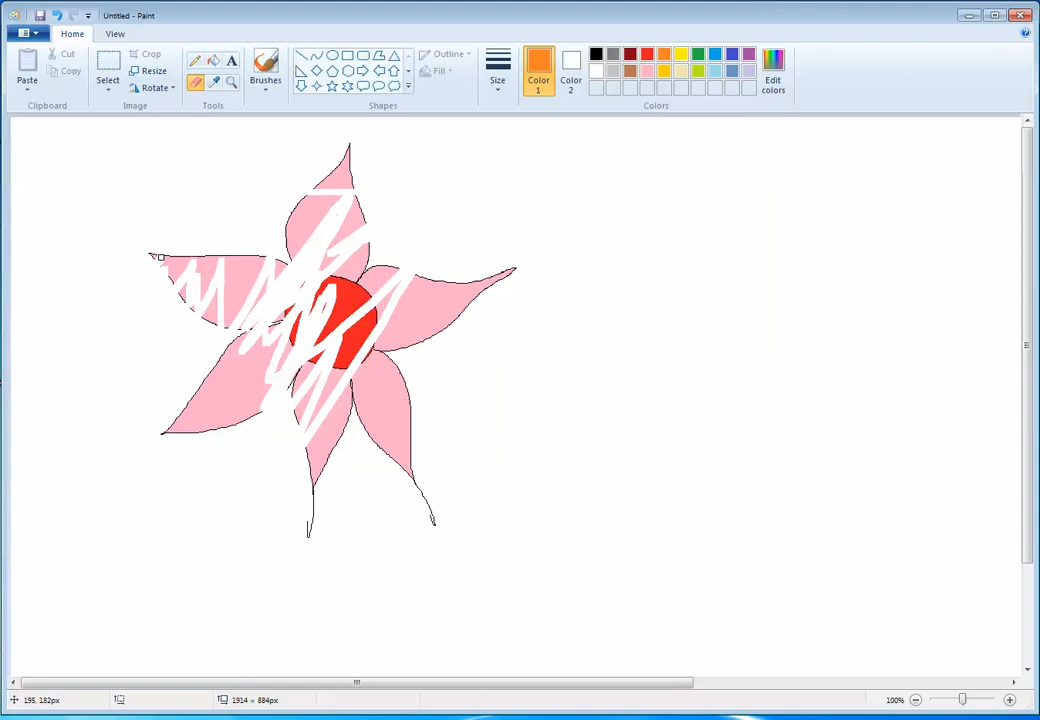 Untitled - Paint
Home
View
Paste
Cut
Copy
Clipboard
Select
Crop
Resize
Rotate
Image
A
Tools
Brushes
Outline
Fill
Shapes
Size
Color 1
Color 2
Edit colors
Colors
195, 182px
1914 × 884px
100%